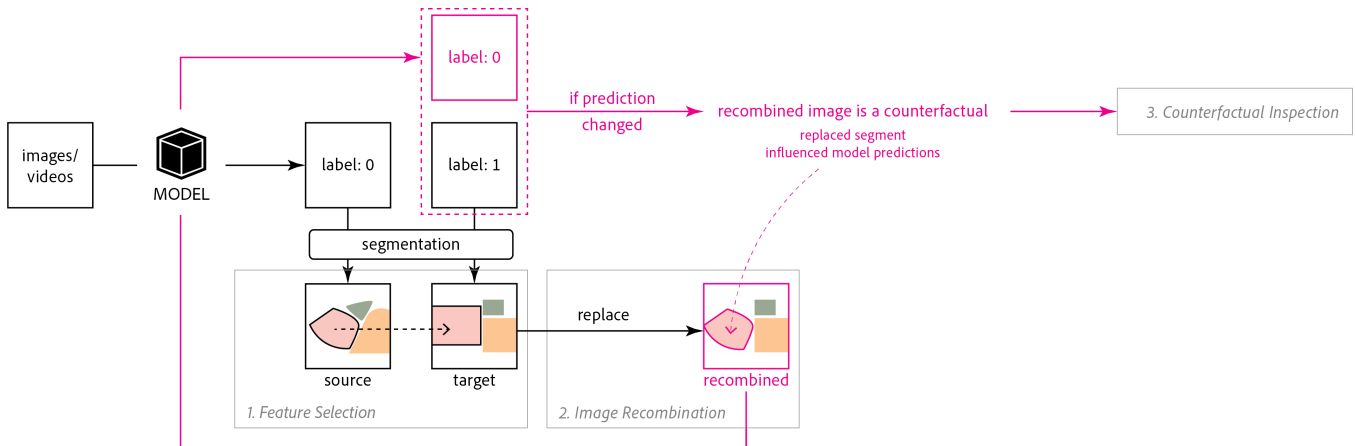 label: 0
if prediction
changed
recombined image is a counterfactual
replaced segment
influenced model predictions
3. Counterfactual Inspection
images/
videos
MODEL
label: 0
label: 1
segmentation
replace
source
target
recombined
1. Feature Selection
2. Image Recombination